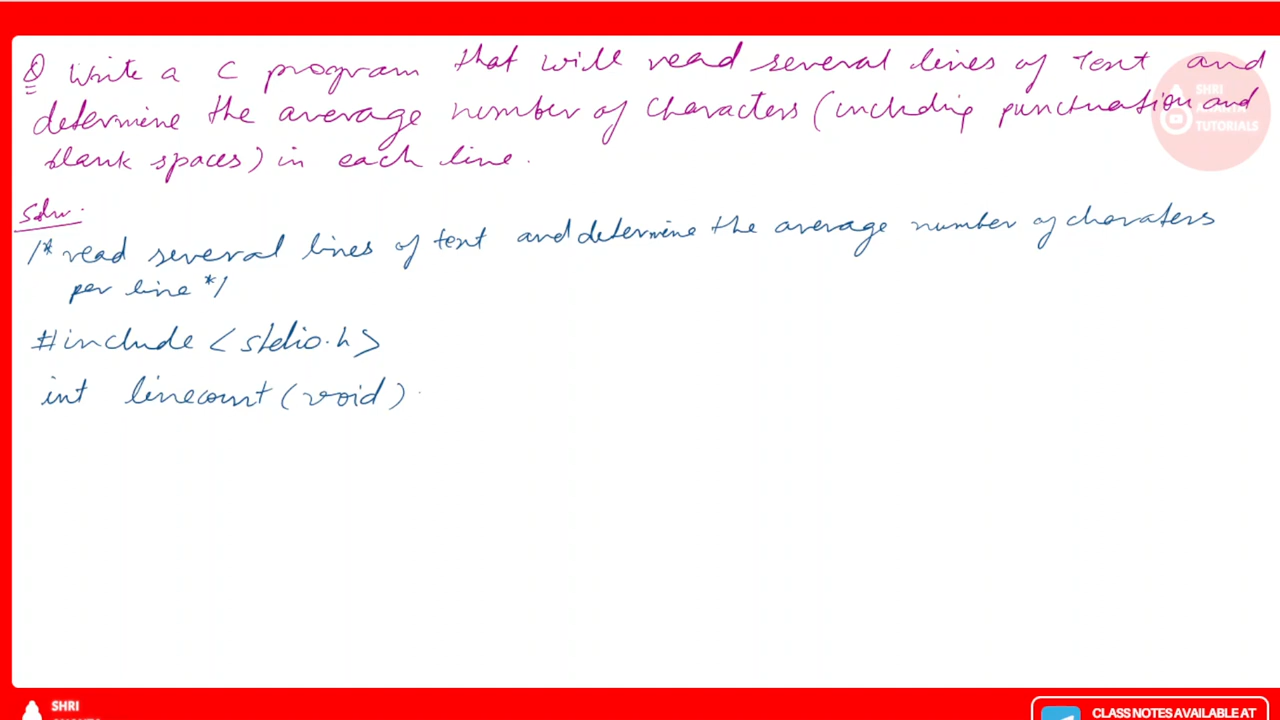 Q Write a C program that will read several lines of text and
determine the average number of characters (including punctuation and
blank spaces) in each line.
Soln.
/* read several lines of text and determine the average number of charaters
per line */
#include <stdio.h>
int linecount (void)
SHRI
TUTORIALS
SHRI
CLASS NOTES AVAILABLE AT